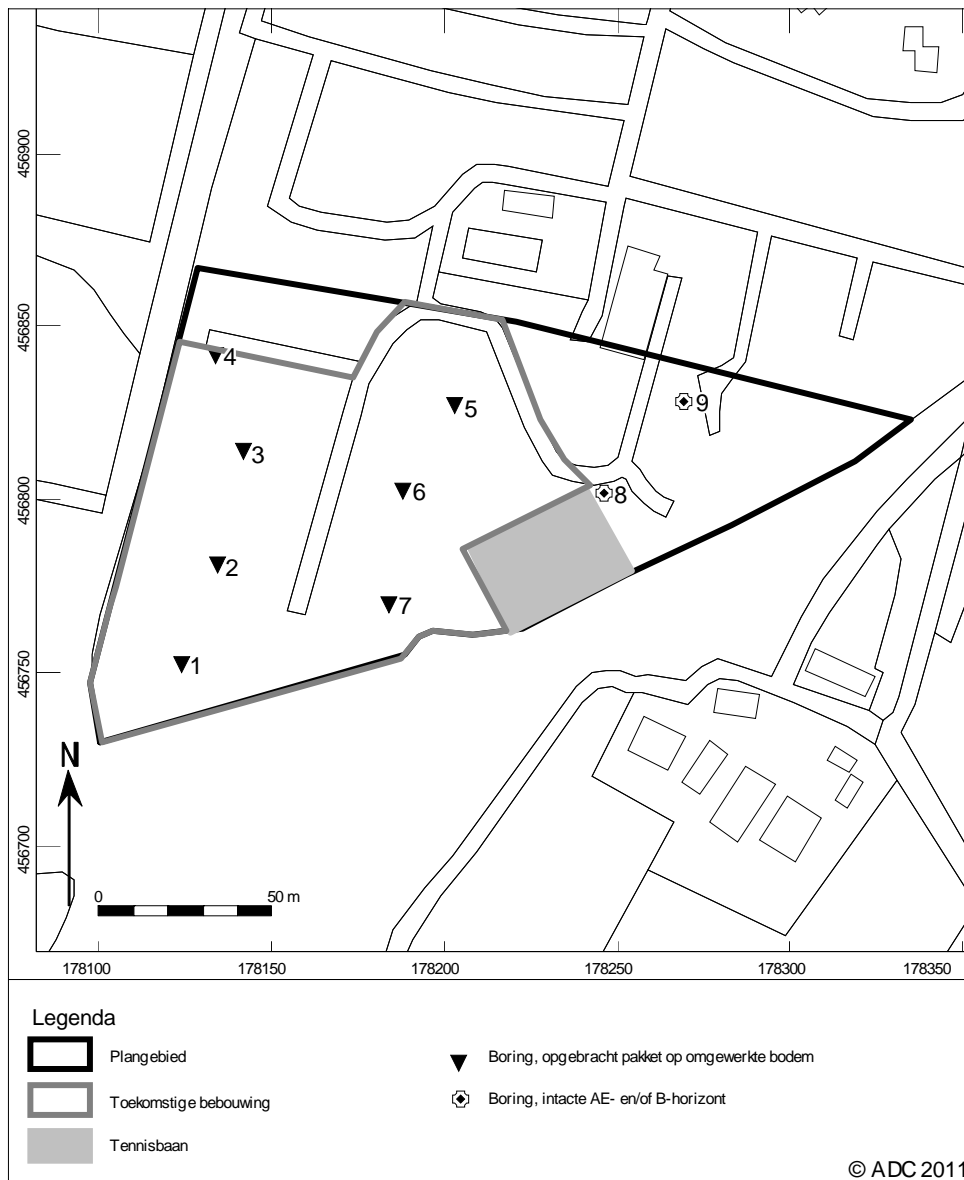 456900
456850
456800
456750
456700
4
3
5
9
6
8
2
7
1
N
0 50 m
178100 178150 178200 178250 178300 178350
Legenda
Plangebied
Toekomstige bebouwing
Tennisbaan
Boring, opgebracht pakket op omgewerkte bodem
Boring, intacte AE- en/of B-horizont
© ADC 2011